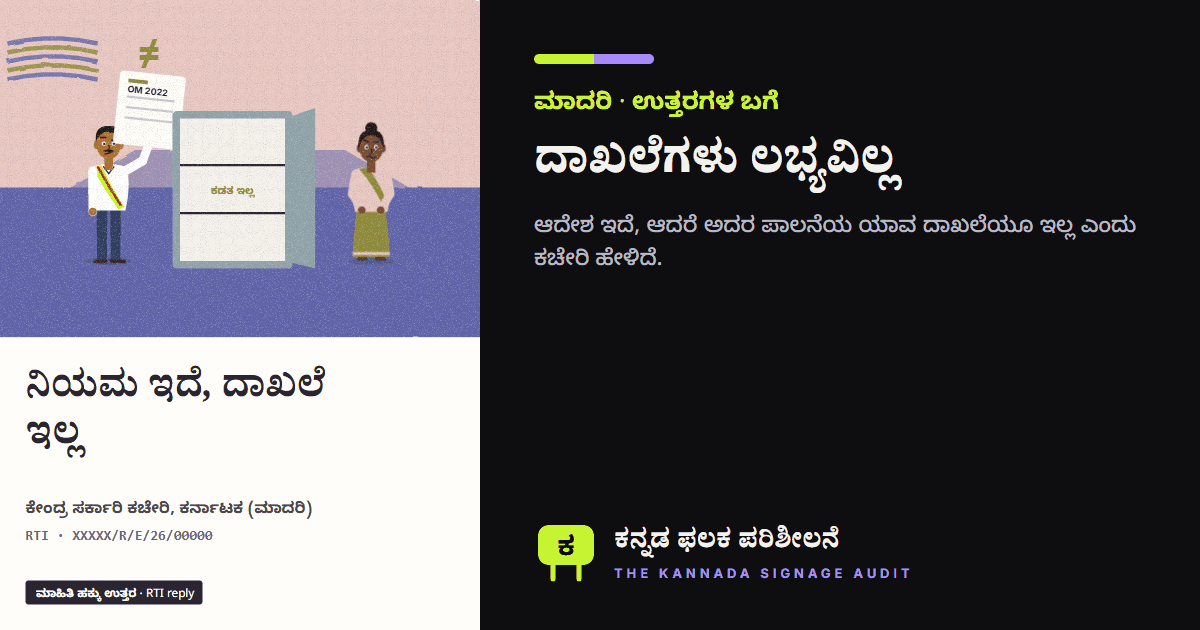 ≠
OM 2022
ಕಡತ ಇಲ್ಲ
ನಿಯಮ ಇದೆ, ದಾಖಲೆ
ಇಲ್ಲ
ಕೇಂದ್ರ ಸರ್ಕಾರಿ ಕಚೇರಿ, ಕರ್ನಾಟಕ (ಮಾದರಿ)
RTI · XXXXX/R/E/26/00000
ಮಾಹಿತಿ ಹಕ್ಕು ಉತ್ತರ · RTI reply
ಮಾದರಿ · ಉತ್ತರಗಳ ಬಗೆ
ದಾಖಲೆಗಳು ಲಭ್ಯವಿಲ್ಲ
ಆದೇಶ ಇದೆ, ಆದರೆ ಅದರ ಪಾಲನೆಯ ಯಾವ ದಾಖಲೆಯೂ ಇಲ್ಲ ಎಂದು
ಕಚೇರಿ ಹೇಳಿದೆ.
ಕ
ಕನ್ನಡ ಫಲಕ ಪರಿಶೀಲನೆ
THE KANNADA SIGNAGE AUDIT